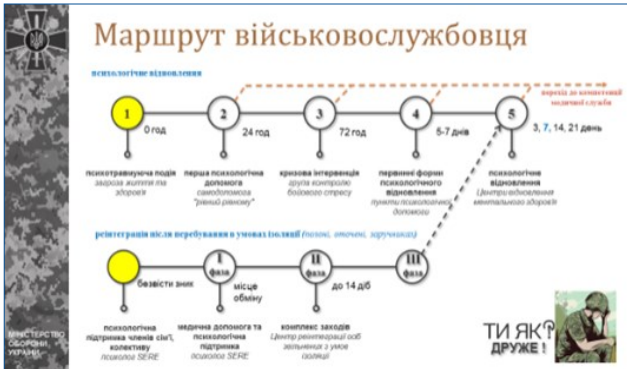 Маршрут військовослужбовця
психологічне відновлення
перехід до компетенції
медичної служби
1
2
3
4
5
0 год
24 год
72 год
5-7 днів
3, 7, 14, 21 день
психотравмуюча подія
загроза життя та
здоров'я
перша психологічна
допомога
самодопомога
"рівний рівному"
кризова інтервенція
група контролю
бойового стресу
первинні форми
психологічного
відновлення
пункти психологічної
допомоги
психологічне
відновлення
Центри відновлення
ментального здоров'я
реінтеграція після перебування в умовах ізоляції (полоні, оточені, заручниках)
I
фаза
II
фаза
III
фаза
безвісти зник
місце
обміну
до 14 діб
психологічна
підтримка членів сім'ї,
колективу
психолог SERE
медична допомога та
психологічна
підтримка
психолог SERE
комплекс заходів
Центр реінтеграції осіб
звільнених з умов
ізоляції
МІНІСТЕРСТВО
ОБОРОНИ
УКРАЇНИ
ТИ ЯК?
ДРУЖЕ !